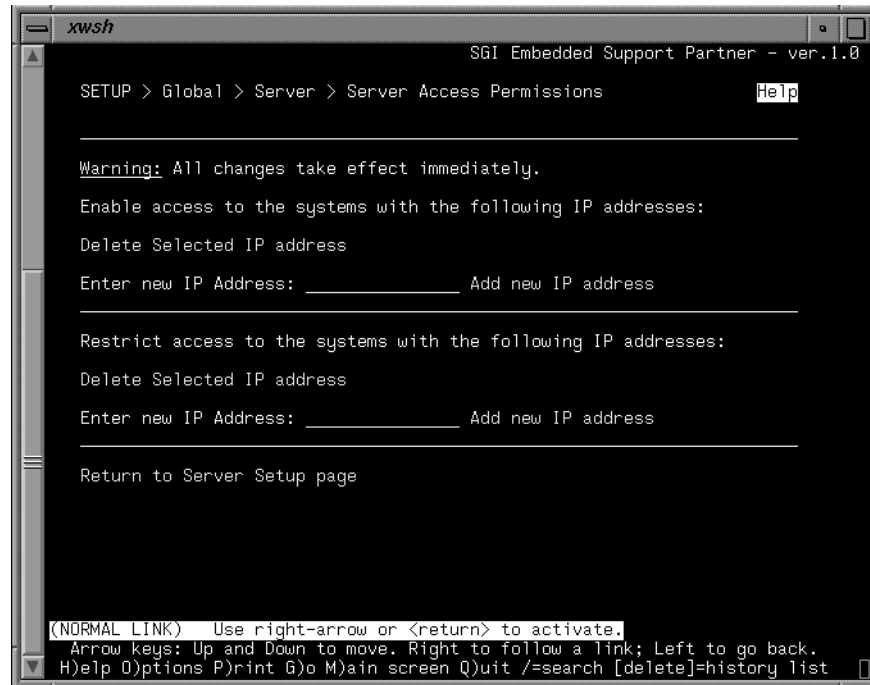 xwsh
SGI Embedded Support Partner - ver.1.0
SETUP > Global > Server > Server Access Permissions Help
Warning: All changes take effect immediately.
Enable access to the systems with the following IP addresses:
Delete Selected IP address
Enter new IP Address: _______________ Add new IP address
Restrict access to the systems with the following IP addresses:
Delete Selected IP address
Enter new IP Address: _______________ Add new IP address
Return to Server Setup page
(NORMAL LINK) Use right-arrow or <return> to activate.
Arrow keys: Up and Down to move. Right to follow a link; Left to go back.
H)elp O)ptions P)rint G)o M)ain screen Q)uit /=search [delete]=history list